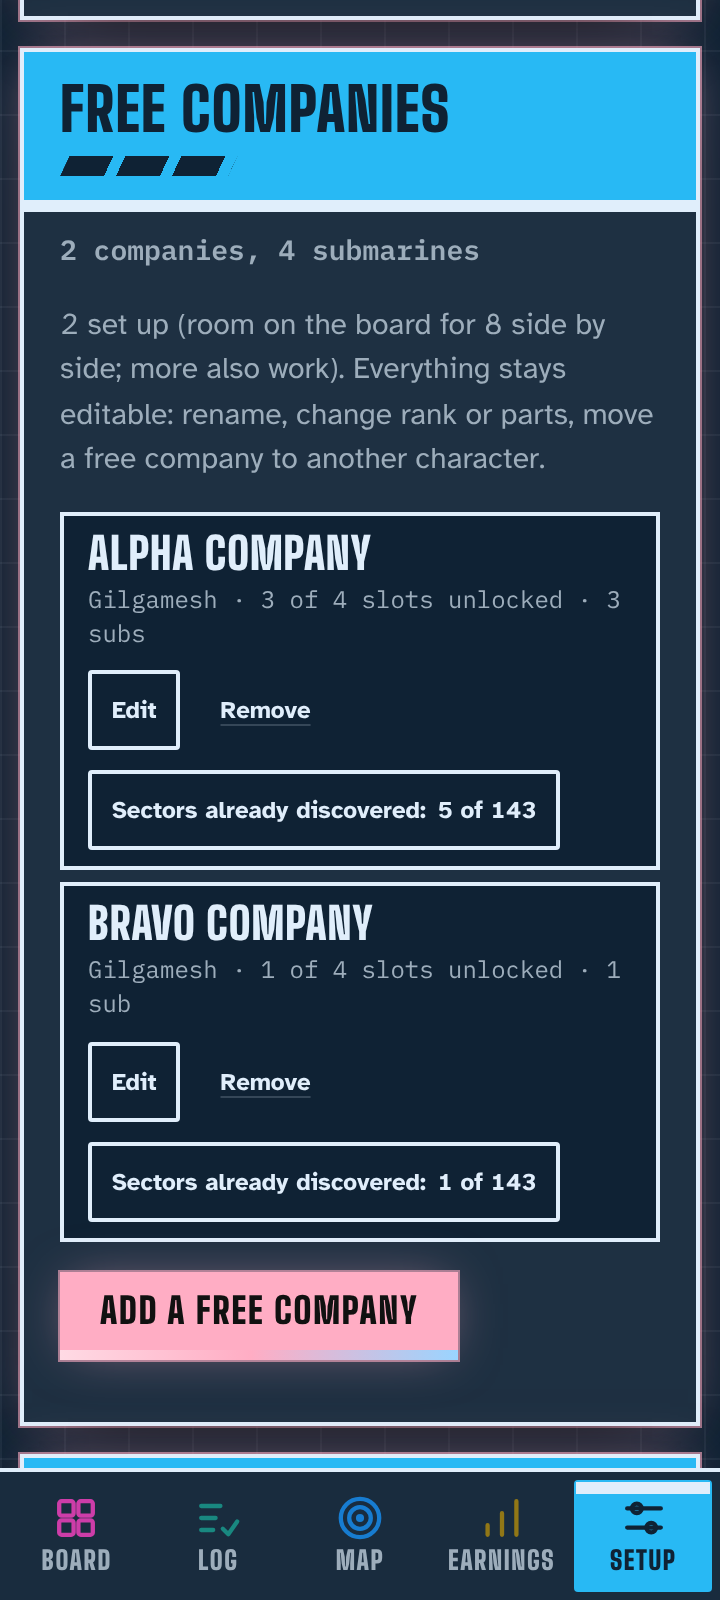 FREE COMPANIES
2 companies, 4 submarines
2 set up (room on the board for 8 side by
side; more also work). Everything stays
editable: rename, change rank or parts, move
a free company to another character.
ALPHA COMPANY
Gilgamesh · 3 of 4 slots unlocked · 3
subs
Edit Remove
Sectors already discovered: 5 of 143
BRAVO COMPANY
Gilgamesh · 1 of 4 slots unlocked · 1
sub
Edit Remove
Sectors already discovered: 1 of 143
ADD A FREE COMPANY
BOARD LOG MAP EARNINGS SETUP